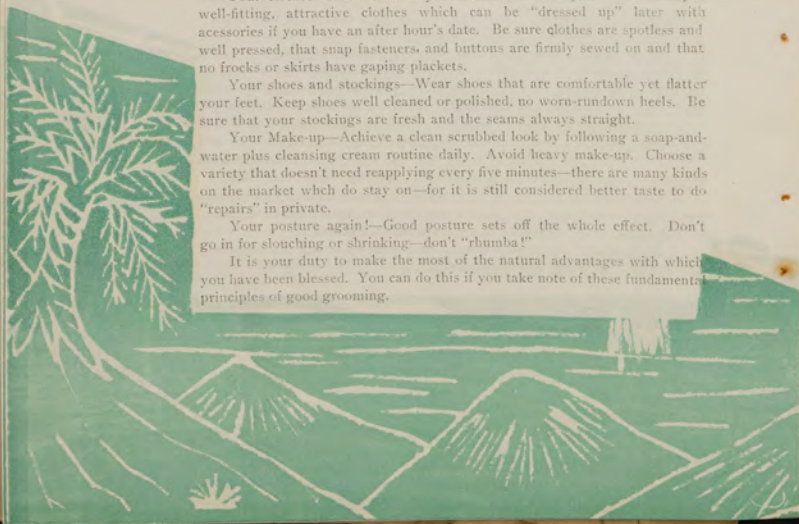 well-fitting, attractive clothes which can be “dressed up” later with
acessories if you have an after hour’s date. Be sure clothes are spotless and
well pressed, that snap fasteners, and buttons are firmly sewed on and that
no frocks or skirts have gaping plackets.
Your shoes and stockings—Wear shoes that are comfortable yet flatter
your feet. Keep shoes well cleaned or polished, no worn-rundown heels. Be
sure that your stockings are fresh and the seams always straight.
Your Make-up—Achieve a clean scrubbed look by following a soap-and-
water plus cleansing cream routine daily. Avoid heavy make-up. Choose a
variety that doesn’t need reapplying every five minutes—there are many kinds
on the market whch do stay on—for it is still considered better taste to do
“repairs” in private.
Your posture again!—Good posture sets off the whole effect. Don’t
go in for slouching or shrinking—don’t “rhumba!”
It is your duty to make the most of the natural advantages with which
you have been blessed. You can do this if you take note of these fundamental
principles of good grooming.